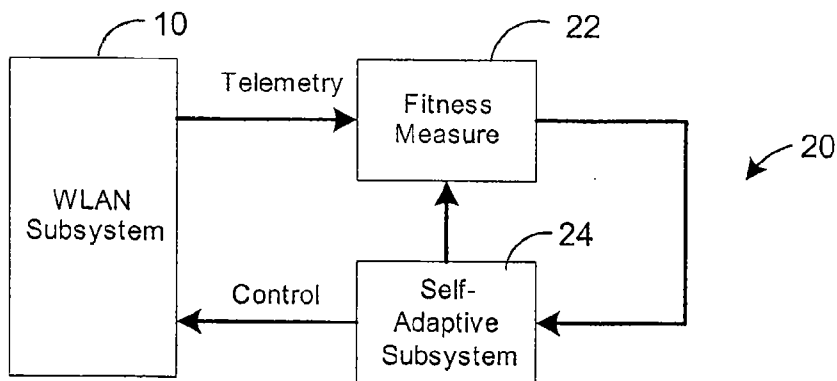 10
22
Telemetry
Fitness
Measure
20
WLAN
Subsystem
24
Control
Self-
Adaptive
Subsystem